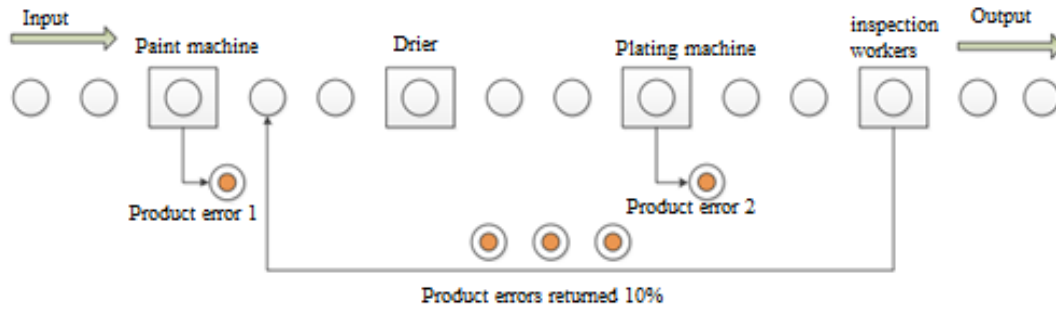 Input
Paint machine
Drier
Plating machine
inspection
workers
Output
Product error 1
Product error 2
Product errors returned 10%